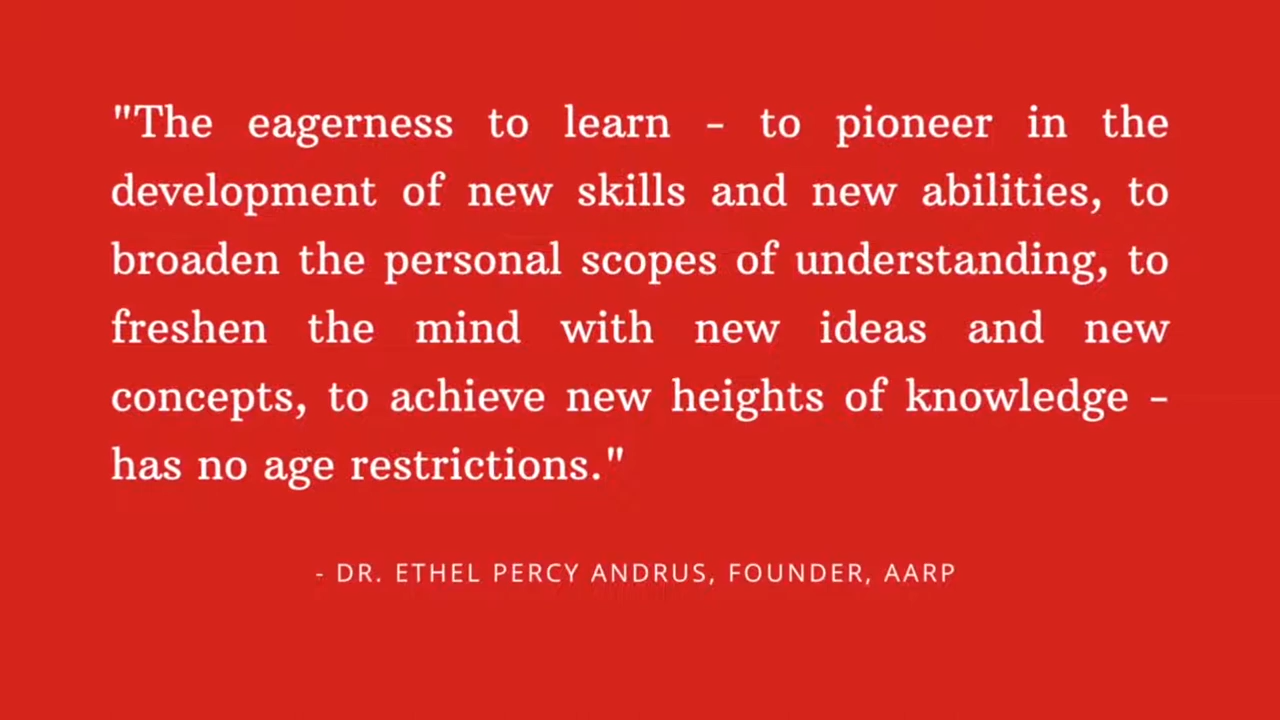 "The eagerness to learn - to pioneer in the
development of new skills and new abilities, to
broaden the personal scopes of understanding, to
freshen the mind with new ideas and new
concepts, to achieve new heights of knowledge -
has no age restrictions."
- DR. ETHEL PERCY ANDRUS, FOUNDER, AARP